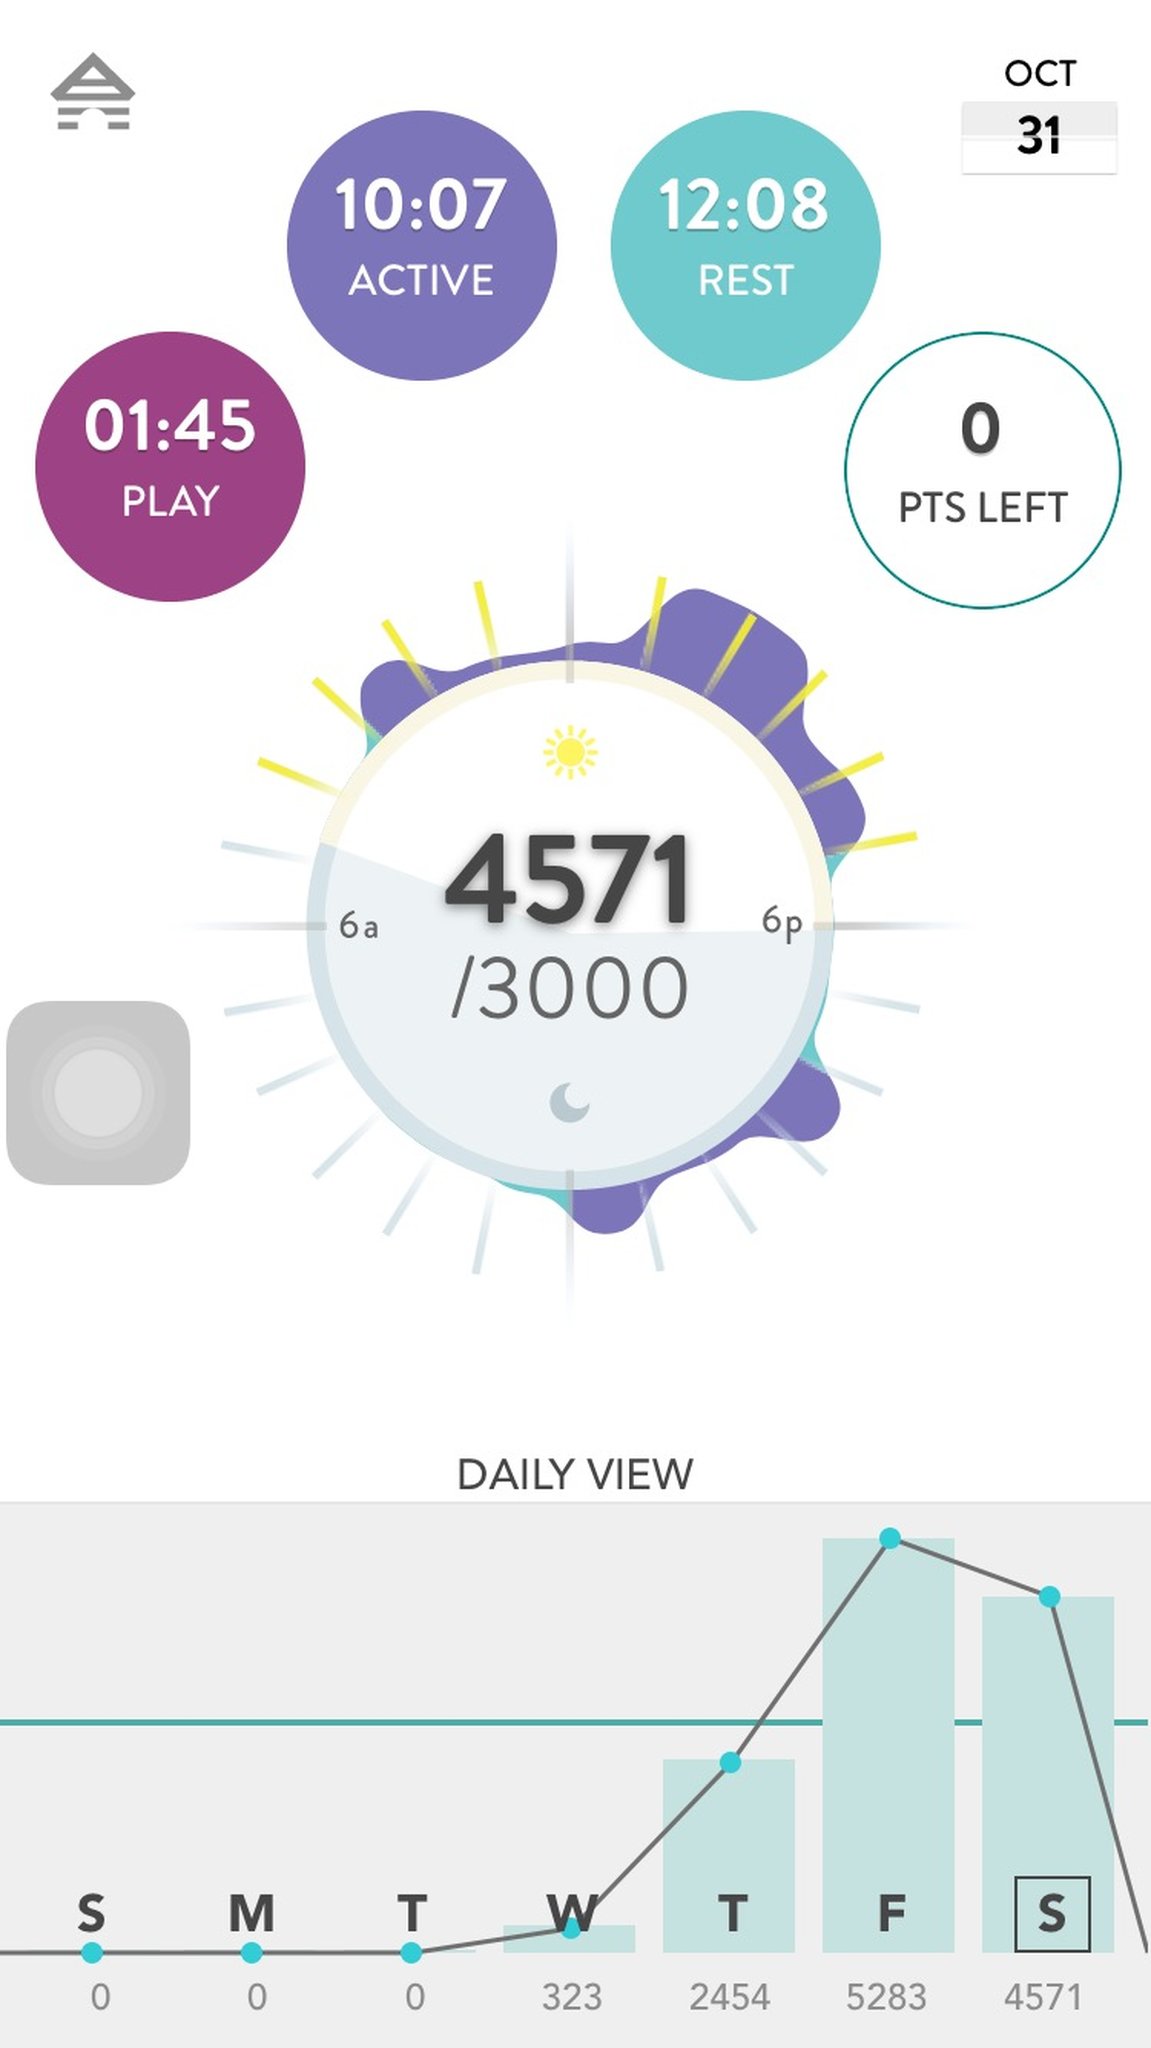 OCT
31
10:07
ACTIVE
12:08
REST
01:45
PLAY
0
PTS LEFT
4571
/3000
6a
6p
DAILY VIEW
S M T W T F S
0 0 0 323 2454 5283 4571